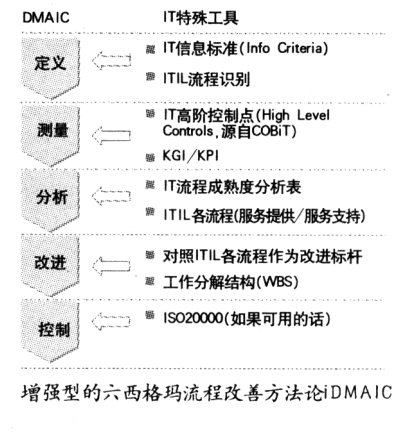 DMAIC IT特殊工具
定义
IT信息标准(Info Criteria)
ITIL流程识别
测量
IT高阶控制点(High Level
Controls,源自COBiT)
KGI/KPI
分析
IT流程成熟度分析表
ITIL各流程(服务提供/服务支持)
改进
对照ITIL各流程作为改进标杆
工作分解结构(WBS)
控制
ISO20000(如果可用的话)
增强型的六西格玛流程改善方法论iDMAIC